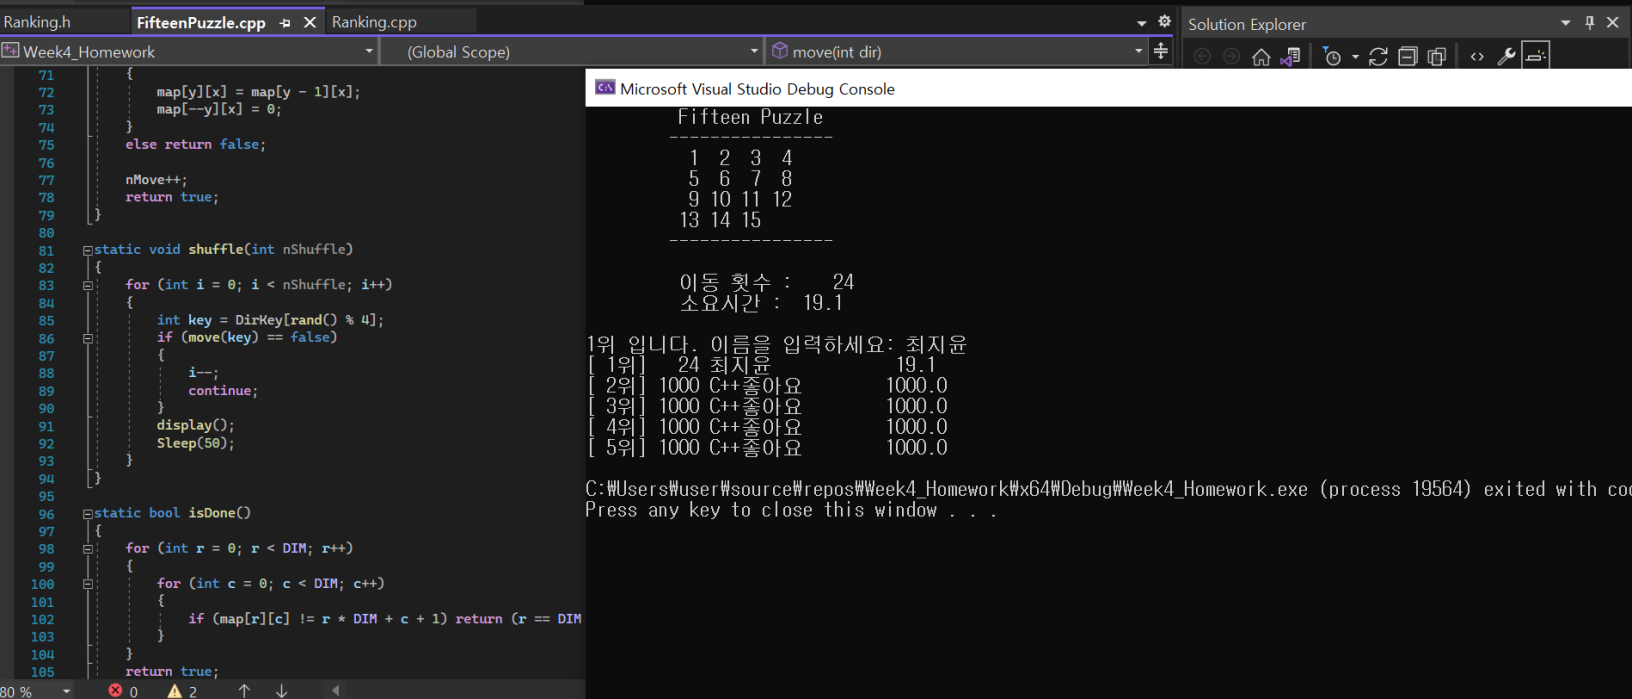 Ranking.h FifteenPuzzle.cpp Ranking.cpp
Week4_Homework (Global Scope) move(int dir)
71 {
72 map[y][x] = map[y - 1][x];
73 map[--y][x] = 0;
74 }
75 else return false;
76
77 nMove++;
78 return true;
79 }
80
81 static void shuffle(int nShuffle)
82 {
83 for (int i = 0; i < nShuffle; i++)
84 {
85 int key = DirKey[rand() % 4];
86 if (move(key) == false)
87 {
88 i--;
89 continue;
90 }
91 display();
92 Sleep(50);
93 }
94 }
95
96 static bool isDone()
97 {
98 for (int r = 0; r < DIM; r++)
99 {
100 for (int c = 0; c < DIM; c++)
101 {
102 if (map[r][c] != r * DIM + c + 1) return (r == DIM
103 }
104 }
105 return true;
80 % 0 2
Solution Explorer
Microsoft Visual Studio Debug Console
Fifteen Puzzle
----------------
1 2 3 4
5 6 7 8
9 10 11 12
13 14 15
----------------
이동 횟수 : 24
소요시간 : 19.1
1위 입니다. 이름을 입력하세요: 최지윤
[ 1위] 24 최지윤 19.1
[ 2위] 1000 C++좋아요 1000.0
[ 3위] 1000 C++좋아요 1000.0
[ 4위] 1000 C++좋아요 1000.0
[ 5위] 1000 C++좋아요 1000.0
C:₩Users₩user₩source₩repos₩Week4_Homework₩x64₩Debug₩Week4_Homework.exe (process 19564) exited with
Press any key to close this window . . .